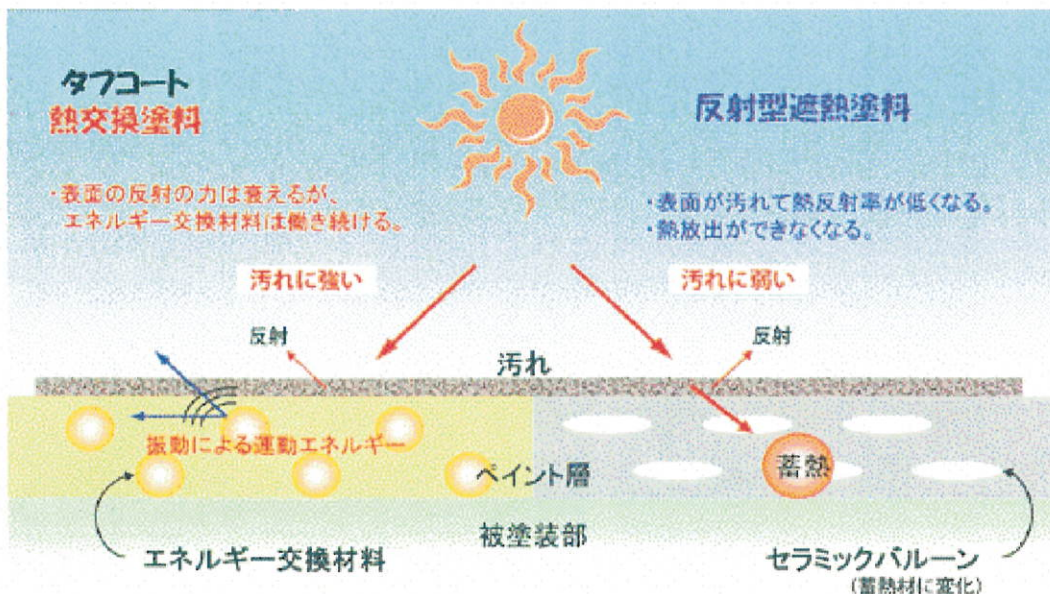 タフコート
熱交換塗料
・表面の反射の力は衰えるが、
エネルギー交換材料は働き続ける。
汚れに強い
反射型遮熱塗料
・表面が汚れて熱反射率が低くなる。
・熱放出ができなくなる。
汚れに弱い
反射
汚れ
反射
振動による運動エネルギー
ペイント層
蓄熱
被塗装部
エネルギー交換材料
セラミックバルーン
(蓄熱材に変化)